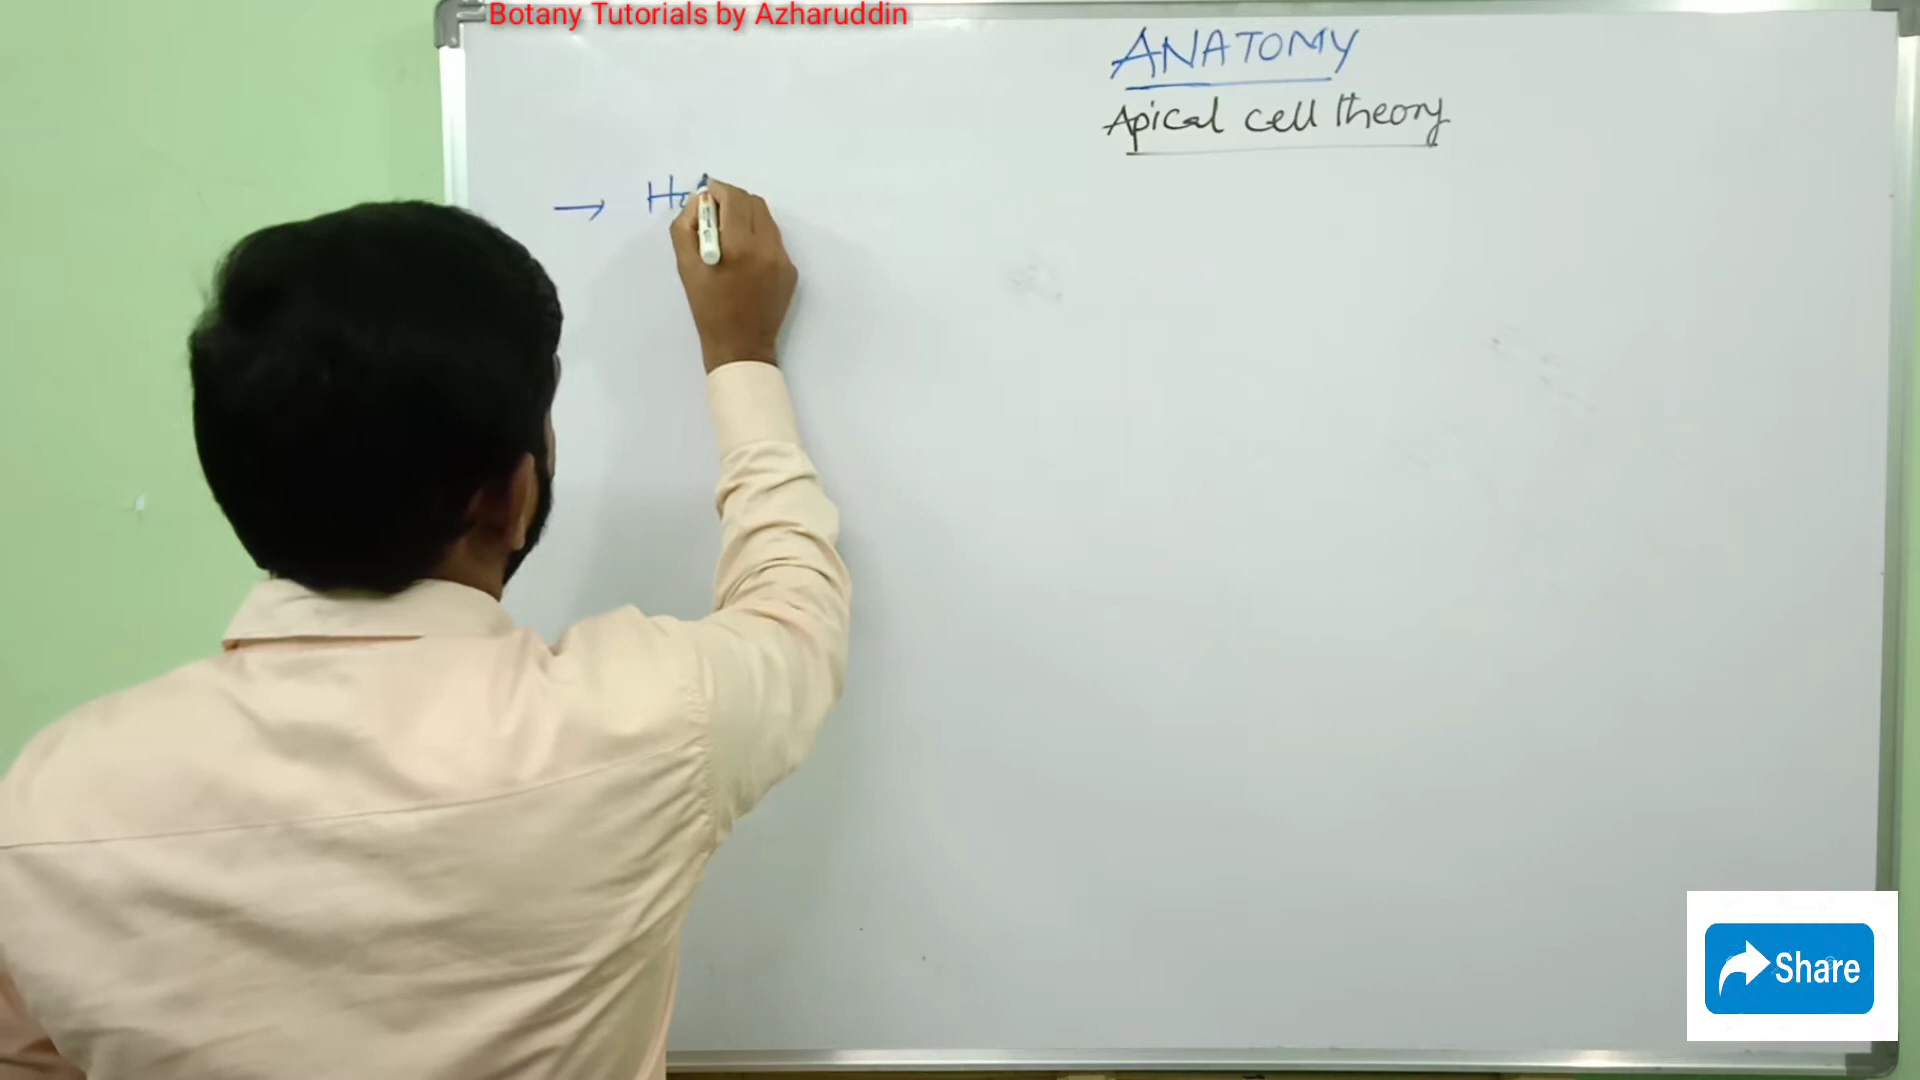 Botany Tutorials by Azharuddin
ANATOMY
Apical cell theory
→
Share